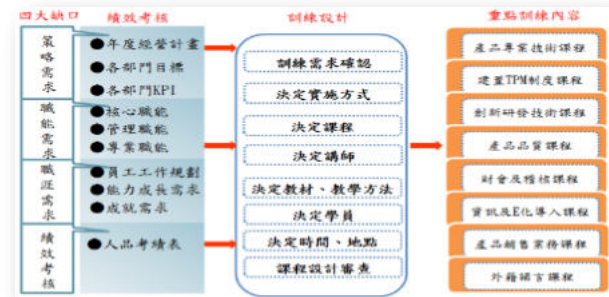 四大缺口
績效考核
訓練設計
重點訓練內容
策略需求
●年度經營計畫
●各部門目標
●各部門KPI
職能需求
●核心職能
●管理職能
●專業職能
職涯需求
●員工工作規劃
●能力成長需求
●成就需求
績效考核
●人品考績表
訓練需求確認
決定實施方式
決定課程
決定講師
決定教材、教學方法
決定學員
決定時間、地點
課程設計審查
產品專業技術課程
建置TPM制度課程
創新研發技術課程
產品品質課程
財會及稽核課程
資訊及E化導入課程
產品銷售業務課程
外籍語言課程